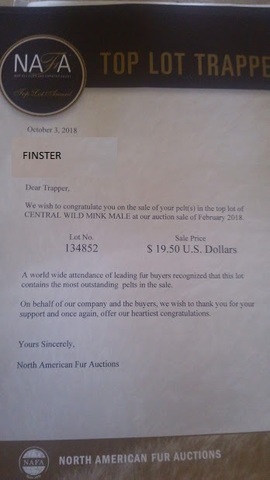 NAFA
TOP LOT TRAPPE
Top Lot Award
October 3, 2018
FINSTER
Dear Trapper,
We wish to congratulate you on the sale of your pelt(s) in the top lot of
CENTRAL WILD MINK MALE at our auction sale of February 2018.
Lot No. Sale Price
134852 $ 19.50 U.S. Dollars
A world wide attendance of leading fur buyers recognized that this lot
contains the most outstanding pelts in the sale.
On behalf of our company and the buyers, we wish to thank you for your
support and once again, offer our heartiest congratulations.
Yours Sincerely,
North American Fur Auctions
NAFA NORTH AMERICAN FUR AUCTIONS